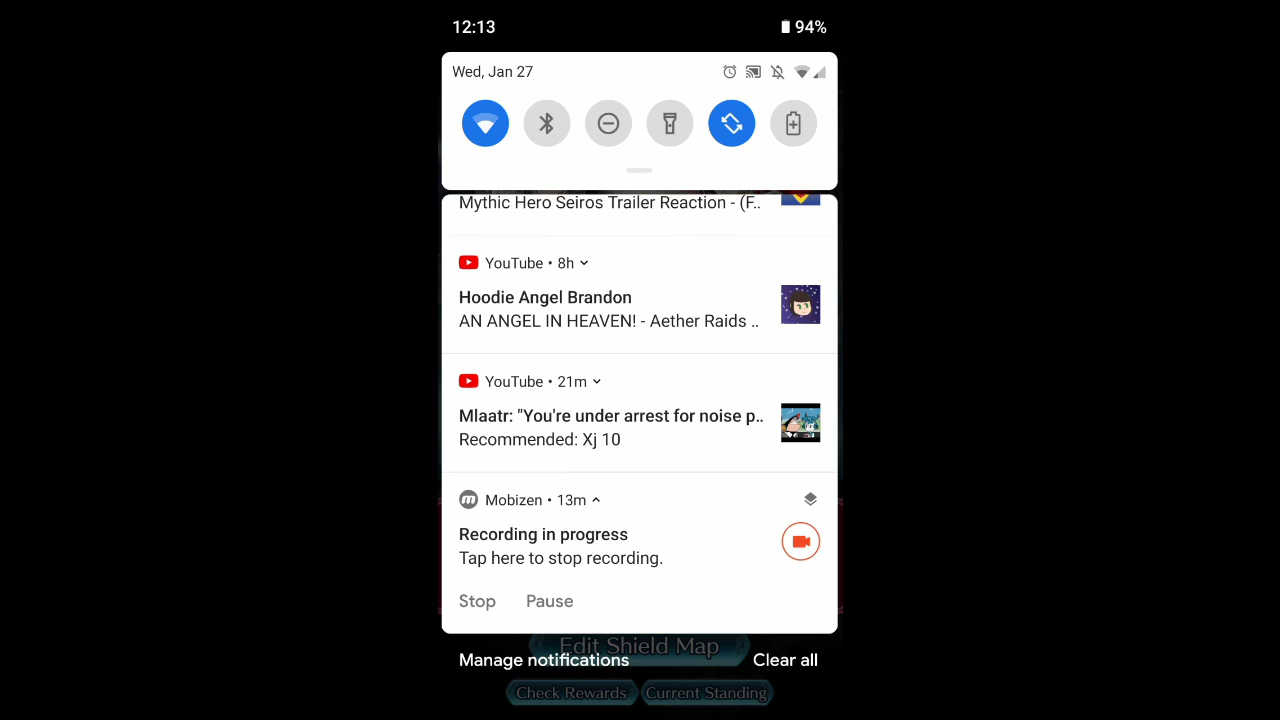 12:13 94%
Wed, Jan 27
Mythic Hero Seiros Trailer Reaction - (F..
YouTube • 8h
Hoodie Angel Brandon
AN ANGEL IN HEAVEN! - Aether Raids ..
YouTube • 21m
Mlaatr: "You're under arrest for noise p..
Recommended: Xj 10
Mobizen • 13m
Recording in progress
Tap here to stop recording.
Stop Pause
Edit Shield Map
Manage notifications Clear all
Check Rewards Current Standing